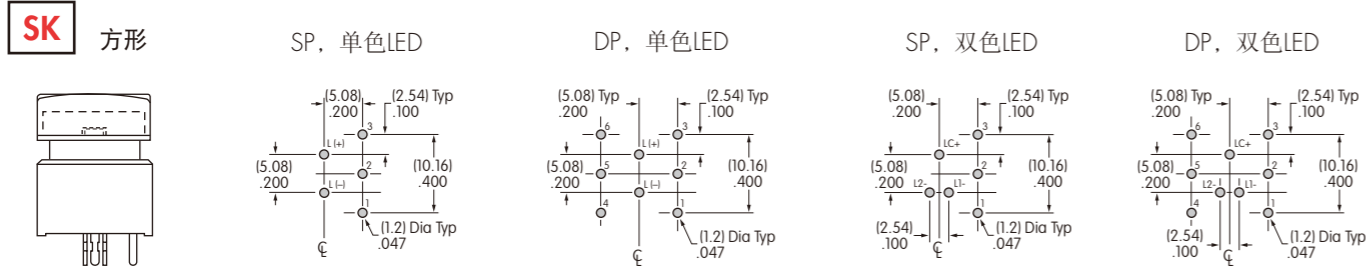 SK 方形
SP，单色LED
(5.08)
.200
(2.54) Typ
.100
3
L (+)
2
(5.08)
.200
(10.16)
.400
L (–)
1
(1.2) Dia Typ
.047
℄
DP，单色LED
(5.08) Typ
.200
(2.54) Typ
.100
6
3
L (+)
5
2
(5.08)
.200
(10.16)
.400
L (–)
4
1
(1.2) Dia Typ
.047
℄
SP，双色LED
(5.08)
.200
(2.54) Typ
.100
3
LC+
2
(5.08)
.200
(10.16)
.400
L2-
L1-
1
(2.54)
.100
(1.2) Dia Typ
.047
℄
DP，双色LED
(5.08) Typ
.200
(2.54) Typ
.100
6
3
LC+
5
2
(5.08)
.200
(10.16)
.400
L2-
L1-
4
1
(2.54)
.100
(1.2) Dia Typ
.047
℄